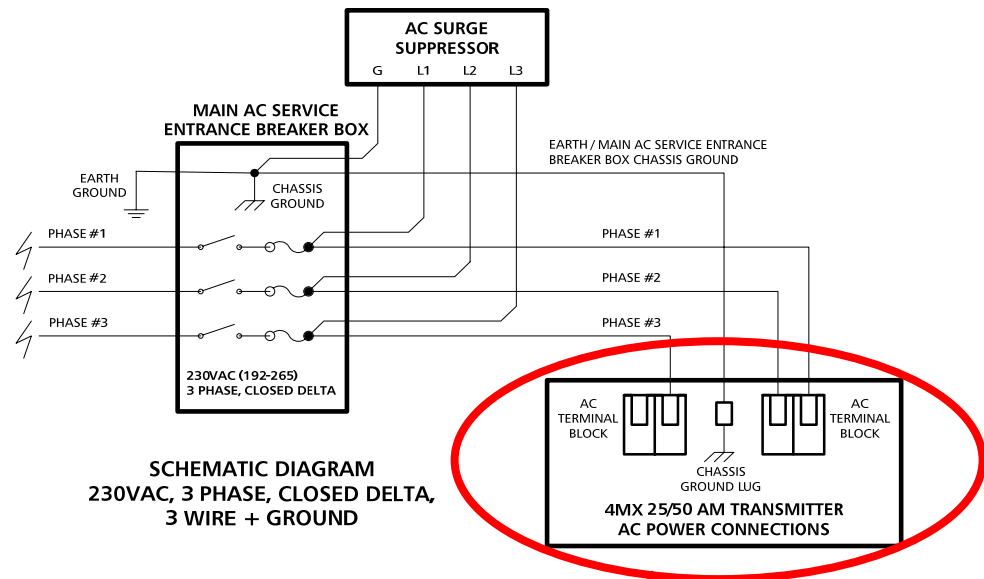 AC SURGE
SUPPRESSOR
G L1 L2 L3
MAIN AC SERVICE
ENTRANCE BREAKER BOX
EARTH / MAIN AC SERVICE ENTRANCE
BREAKER BOX CHASSIS GROUND
EARTH
GROUND
CHASSIS
GROUND
PHASE #1
PHASE #1
PHASE #2
PHASE #2
PHASE #3
PHASE #3
230VAC (192-265)
3 PHASE, CLOSED DELTA
AC
TERMINAL
BLOCK
AC
TERMINAL
BLOCK
CHASSIS
GROUND LUG
4MX 25/50 AM TRANSMITTER
AC POWER CONNECTIONS
SCHEMATIC DIAGRAM
230VAC, 3 PHASE, CLOSED DELTA,
3 WIRE + GROUND